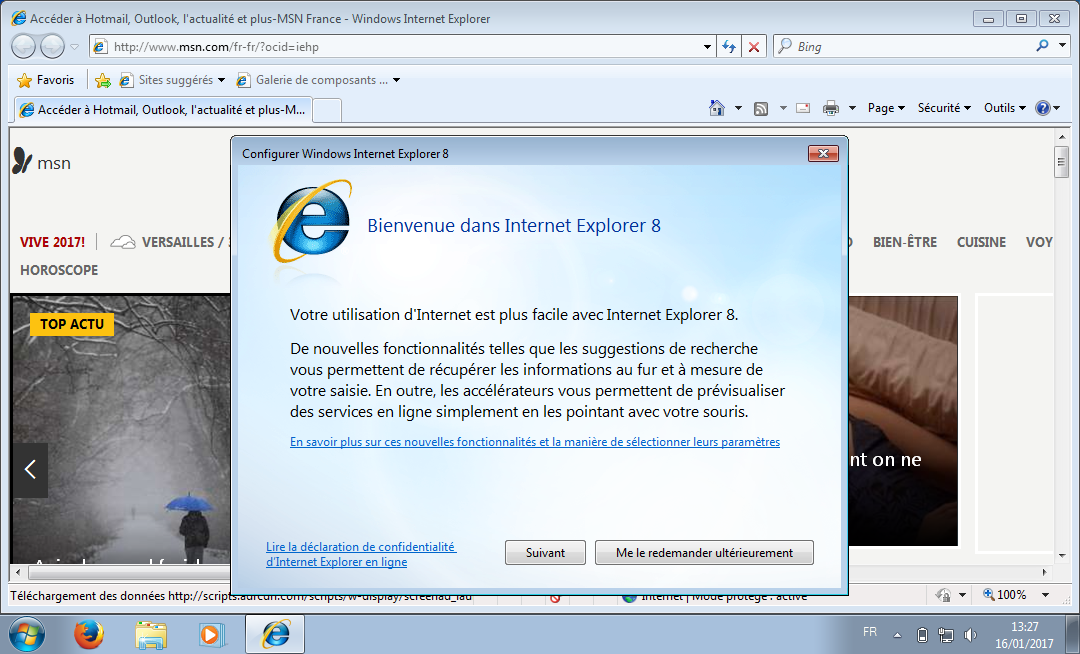 Accéder à Hotmail, Outlook, l'actualité et plus-MSN France - Windows Internet Explorer
http://www.msn.com/fr-fr/?ocid=iehp
Bing
Favoris Sites suggérés Galerie de composants ...
Accéder à Hotmail, Outlook, l'actualité et plus-M... Page Sécurité Outils
Configurer Windows Internet Explorer 8
msn
Bienvenue dans Internet Explorer 8
VIVE 2017! VERSAILLES / BIEN-ÊTRE CUISINE VOY
HOROSCOPE
Votre utilisation d'Internet est plus facile avec Internet Explorer 8.
TOP ACTU
De nouvelles fonctionnalités telles que les suggestions de recherche
vous permettent de récupérer les informations au fur et à mesure de
votre saisie. En outre, les accélérateurs vous permettent de prévisualiser
des services en ligne simplement en les pointant avec votre souris.
En savoir plus sur ces nouvelles fonctionnalités et la manière de sélectionner leurs paramètres
nt on ne
Lire la déclaration de confidentialité
d'Internet Explorer en ligne
Suivant Me le redemander ultérieurement
Téléchargement des données Internet | Mode protégé : activé 100%
FR 13:27
16/01/2017